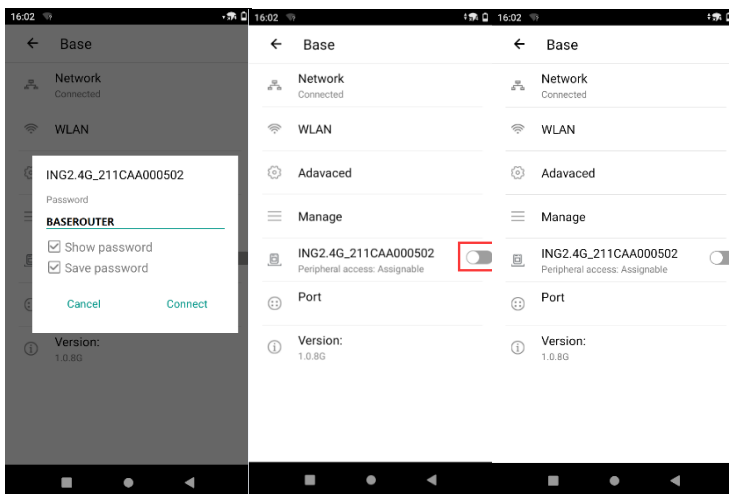 16:02
Base
Network
Connected
WLAN
ING2.4G_211CAA000502
Password
BASEROUTER
Show password
Save password
Cancel
Connect
Version:
1.0.8G
16:02
Base
Network
Connected
WLAN
Adavaced
Manage
ING2.4G_211CAA000502
Peripheral access: Assignable
Port
Version:
1.0.8G
16:02
Base
Network
Connected
WLAN
Adavaced
Manage
ING2.4G_211CAA000502
Peripheral access: Assignable
Port
Version:
1.0.8G